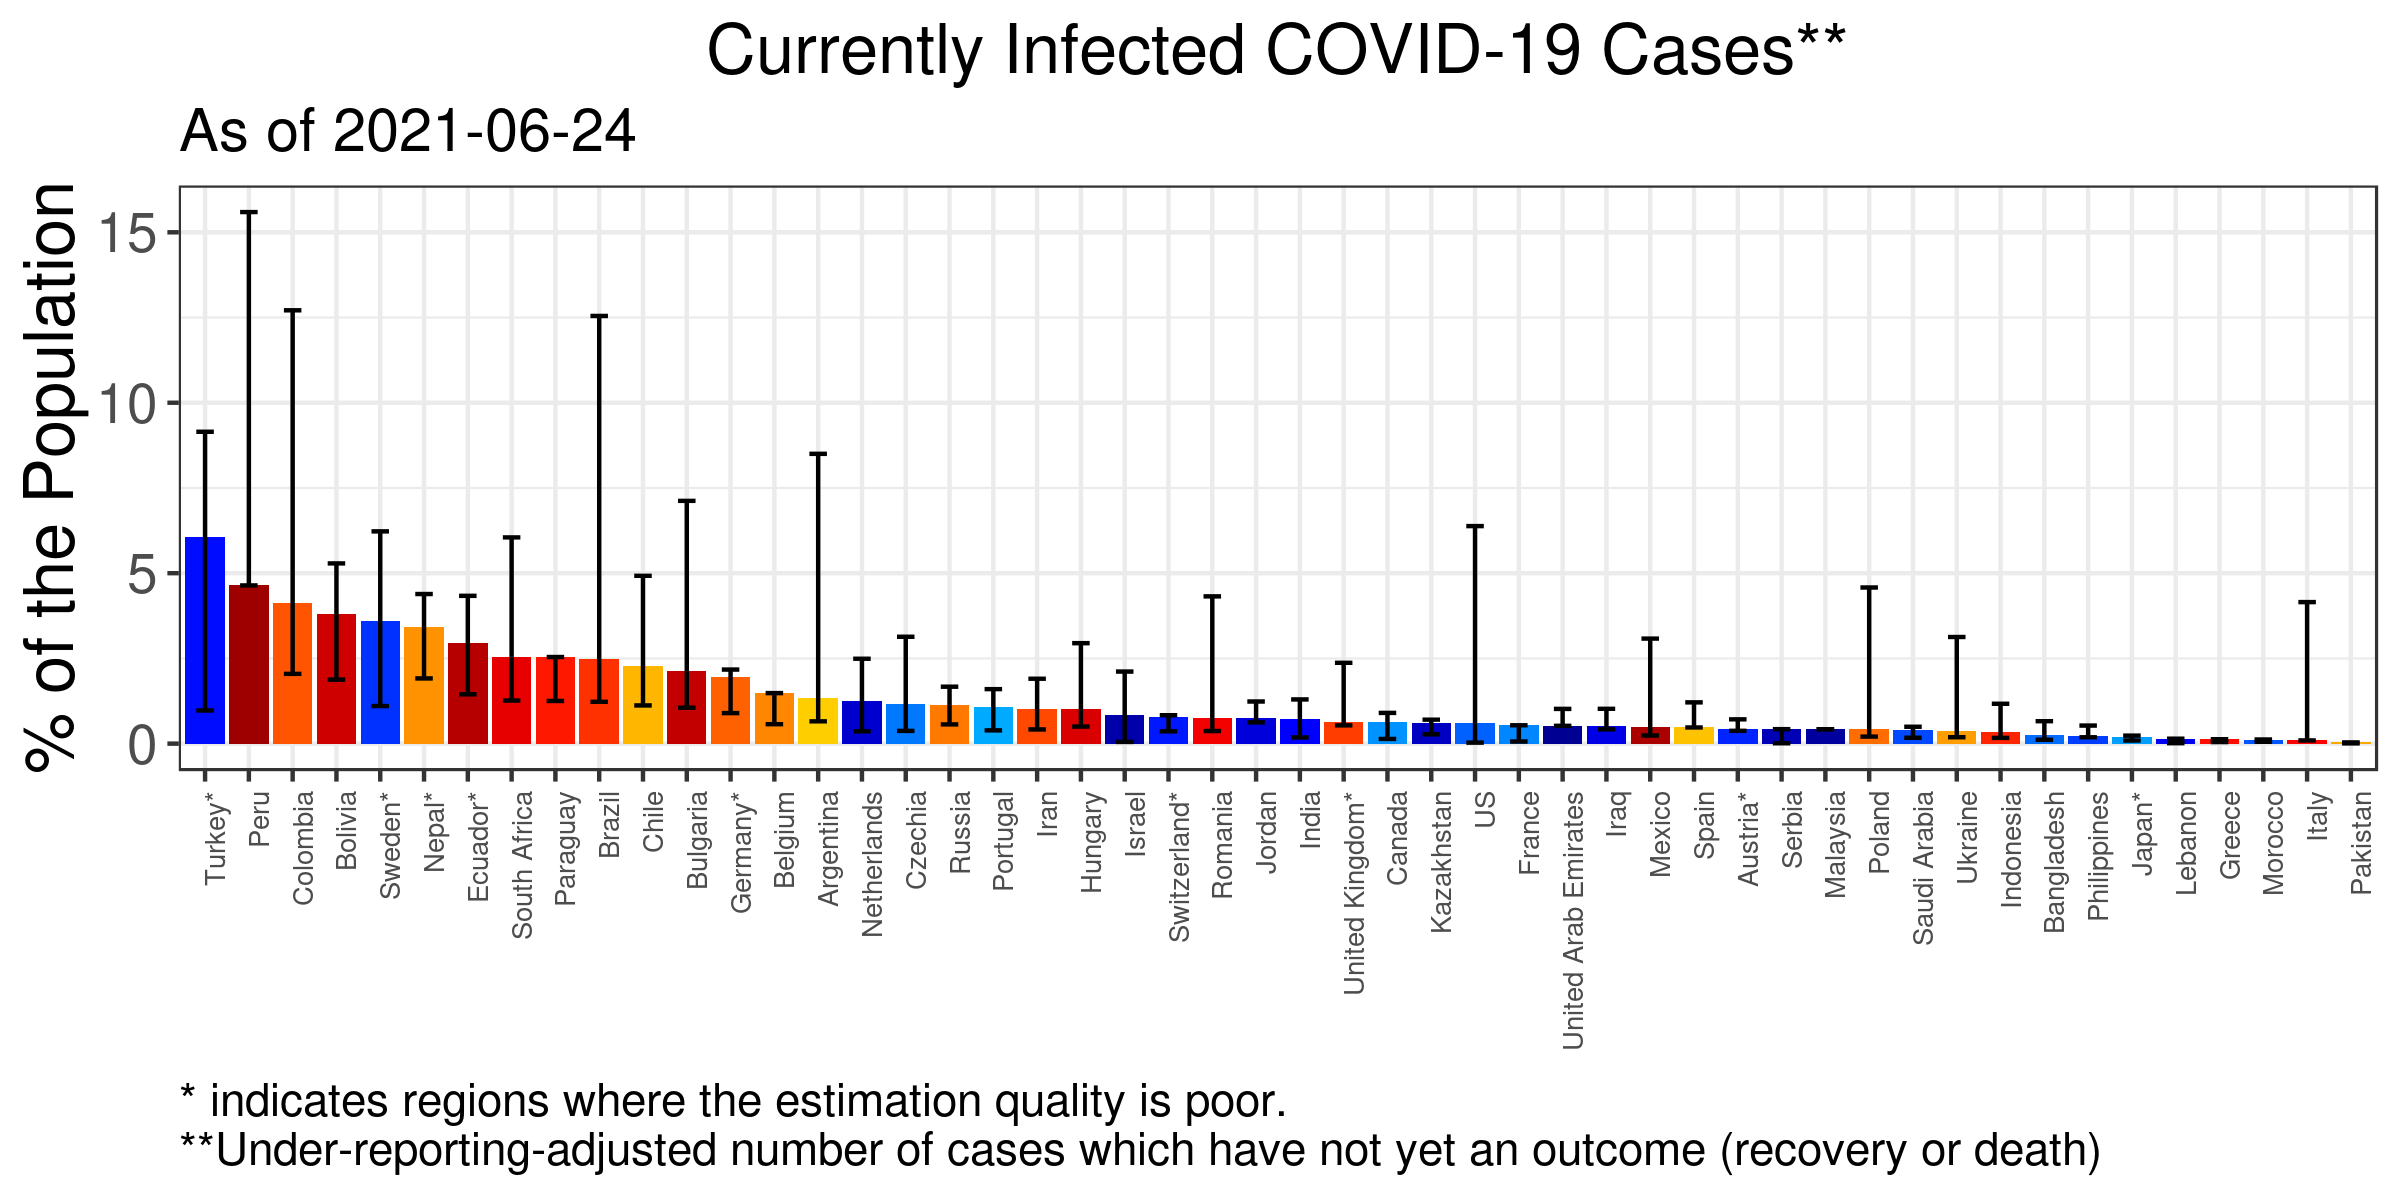 Currently Infected COVID-19 Cases**
As of 2021-06-24
% of the Population
15
10
5
0
Turkey*
Peru
Colombia
Bolivia
Sweden*
Nepal*
Ecuador*
South Africa
Paraguay
Brazil
Chile
Bulgaria
Germany*
Belgium
Argentina
Netherlands
Czechia
Russia
Portugal
Iran
Hungary
Israel
Switzerland*
Romania
Jordan
India
United Kingdom*
Canada
Kazakhstan
US
France
United Arab Emirates
Iraq
Mexico
Spain
Austria*
Serbia
Malaysia
Poland
Saudi Arabia
Ukraine
Indonesia
Bangladesh
Philippines
Japan*
Lebanon
Greece
Morocco
Italy
Pakistan
* indicates regions where the estimation quality is poor.
**Under-reporting-adjusted number of cases which have not yet an outcome (recovery or death)